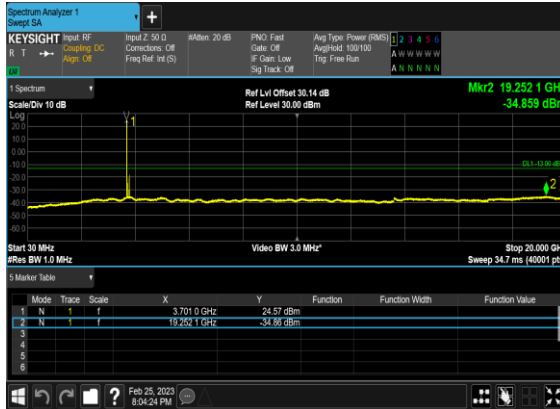 Spectrum Analyzer 1
Swept SA
+
KEYSIGHT Input: RF Input Z: 50 Ω #Atten: 20 dB PNO: Fast Avg Type: Power (RMS) 1 2 3 4 5 6
R T Coupling: DC Corrections: Off Gate: Off Avg|Hold: 100/100 A W W W W W
Align: Off Freq Ref: Int (S) IF Gain: Low Trig: Free Run
LU Sig Track: Off A N N N N N
1 Spectrum Ref Lvl Offset 30.14 dB Mkr2 19.252 1 GH
Scale/Div 10 dB Ref Level 30.00 dBm -34.859 dB
Log
20.0
10.0
0.00
-10.0
-20.0
-30.0
-40.0
-50.0
-60.0
1
DL1 -13.00 dB
2
Start 30 MHz Video BW 3.0 MHz* Stop 20.000 GH
#Res BW 1.0 MHz Sweep 34.7 ms (40001 pt
5 Marker Table
Mode Trace Scale X Y Function Function Width Function Value
1 N 1 f 3.701 0 GHz 24.57 dBm
2 N 1 f 19.252 1 GHz -34.86 dBm
3
4
5
6
? Feb 25, 2023
8:04:24 PM